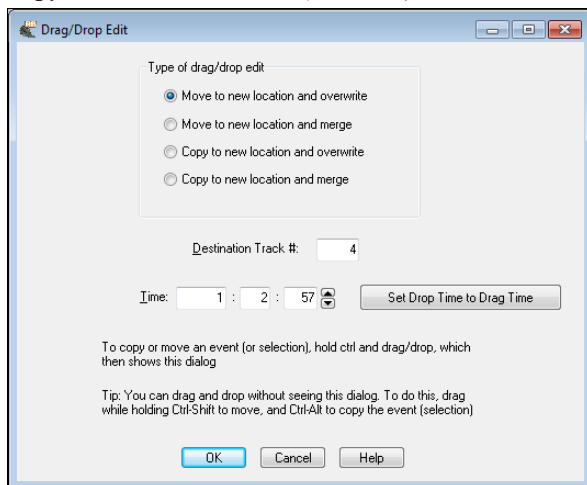 Drag/Drop Edit
Type of drag/drop edit
Move to new location and overwrite
Move to new location and merge
Copy to new location and overwrite
Copy to new location and merge
Destination Track #: 4
Time: 1 : 2 : 57 Set Drop Time to Drag Time
To copy or move an event (or selection), hold ctrl and drag/drop, which
then shows this dialog
Tip: You can drag and drop without seeing this dialog. To do this, drag
while holding Ctrl-Shift to move, and Ctrl-Alt to copy the event (selection)
OK Cancel Help